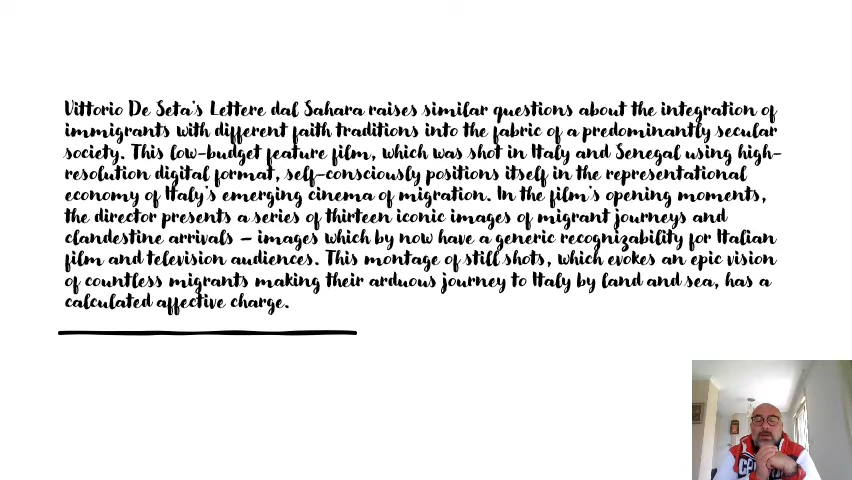 Vittorio De Seta's Lettere dal Sahara raises similar questions about the integration of
immigrants with different faith traditions into the fabric of a predominantly secular
society. This low-budget feature film, which was shot in Italy and Senegal using high-
resolution digital format, self-consciously positions itself in the representational
economy of Italy's emerging cinema of migration. In the film's opening moments,
the director presents a series of thirteen iconic images of migrant journeys and
clandestine arrivals – images which by now have a generic recognizability for Italian
film and television audiences. This montage of still shots, which evokes an epic vision
of countless migrants making their arduous journey to Italy by land and sea, has a
calculated affective charge.